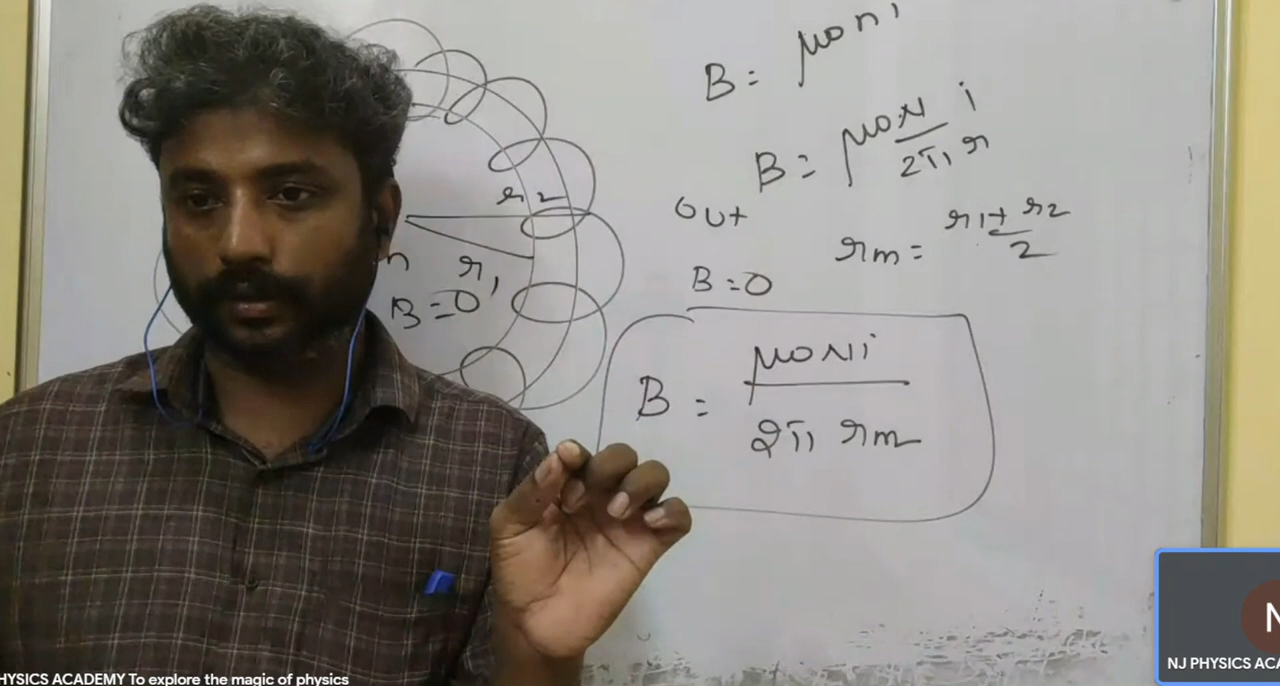 B = μ0ni
B = μ0N/2π r i
r2
Out
rm = r1+r2/2
r1
B=0
B=0
B = μ0Ni/2π rm
HYSICS ACADEMY To explore the magic of physics
N
NJ PHYSICS ACA